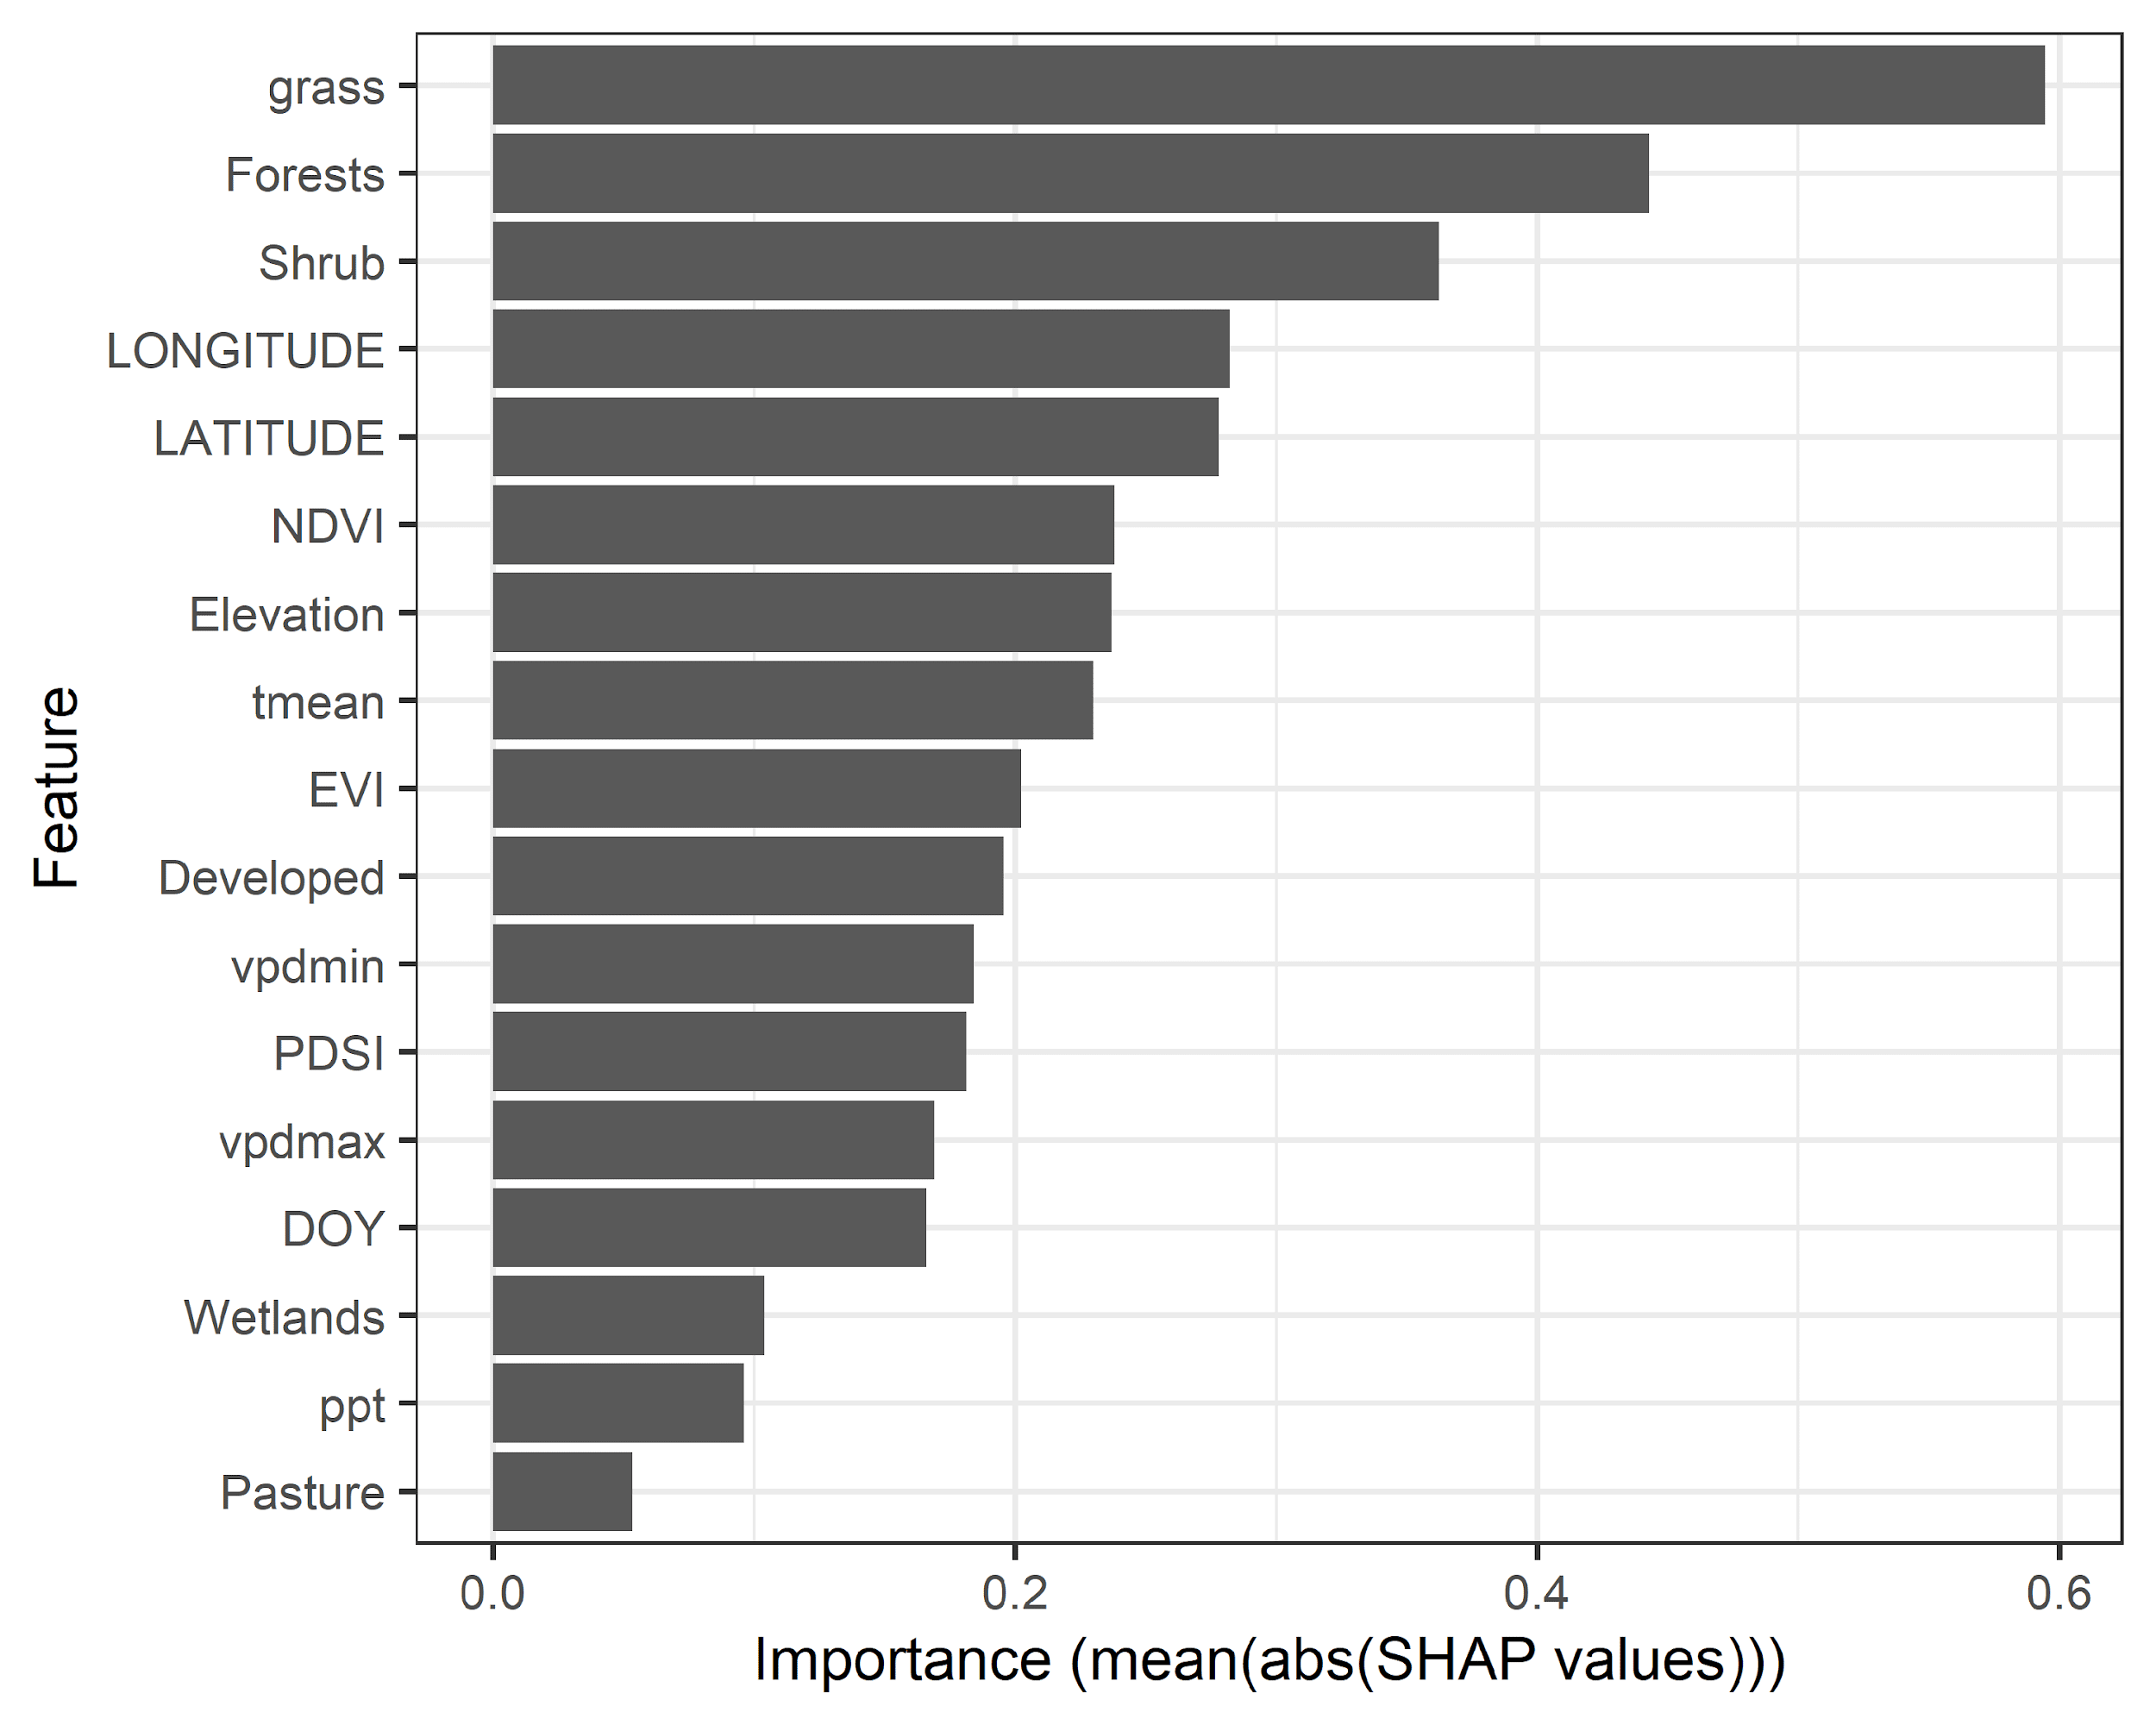 grass
Forests
Shrub
LONGITUDE
LATITUDE
NDVI
Elevation
tmean
EVI
Developed
vpdmin
PDSI
vpdmax
DOY
Wetlands
ppt
Pasture
Feature
0.0 0.2 0.4 0.6
Importance (mean(abs(SHAP values)))